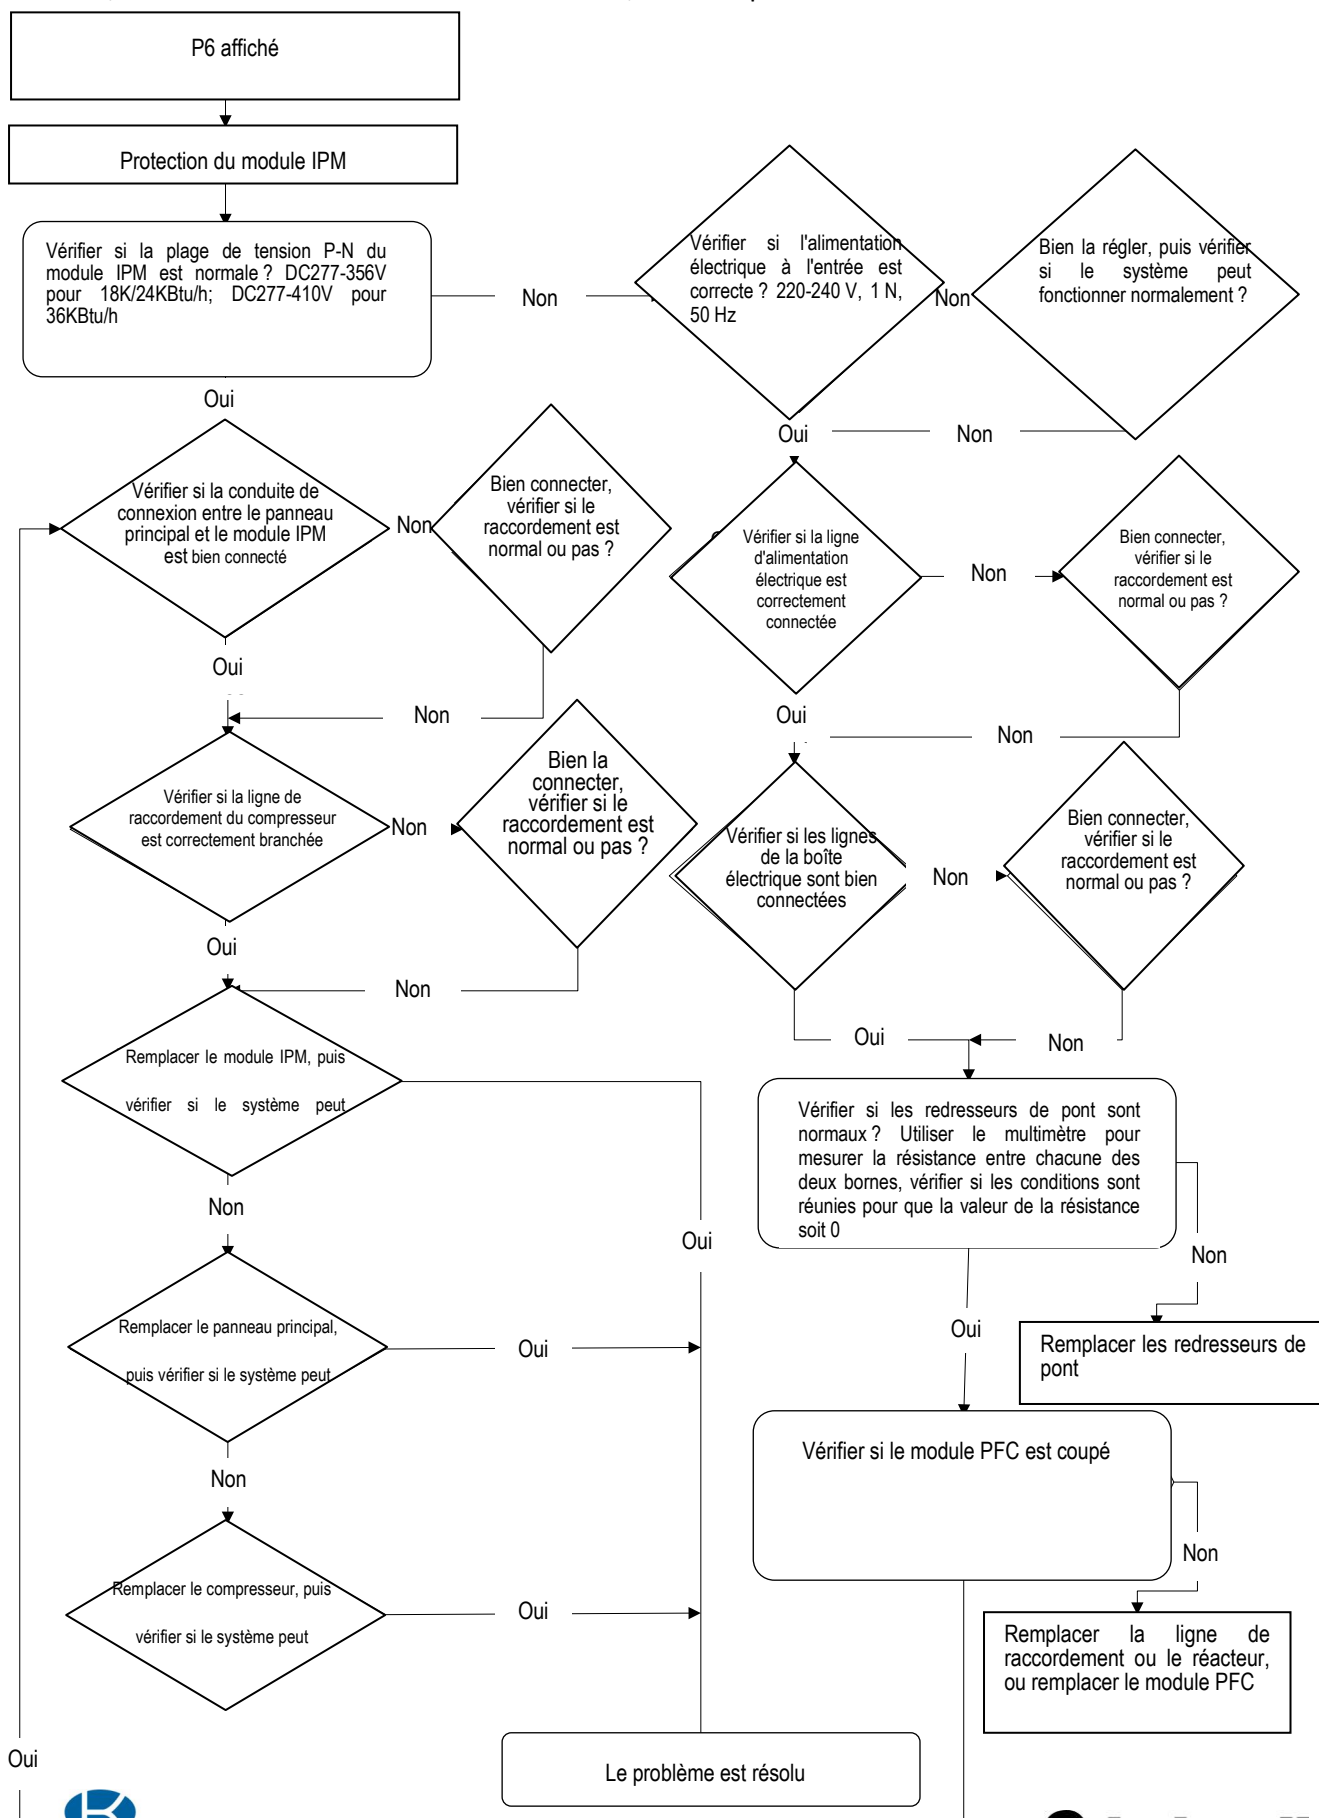 P6 affiché
Protection du module IPM
Vérifier si la plage de tension P-N du
module IPM est normale ? DC277-356V
pour 18K/24KBtu/h; DC277-410V pour
36KBtu/h
Non
Vérifier si l'alimentation
électrique à l'entrée est
correcte ? 220-240 V, 1 N,
50 Hz
Non
Bien la régler, puis vérifier
si le système peut
fonctionner normalement ?
Oui
Oui
Non
Vérifier si la conduite de
connexion entre le panneau
principal et le module IPM
est bien connecté
Non
Bien connecter,
vérifier si le
raccordement est
normal ou pas ?
Vérifier si la ligne
d'alimentation
électrique est
correctement
connectée
Non
Bien connecter,
vérifier si le
raccordement est
normal ou pas ?
Oui
Non
Oui
Non
Vérifier si la ligne de
raccordement du compresseur
est correctement branchée
Non
Bien la
connecter,
vérifier si le
raccordement est
normal ou pas ?
Vérifier si les lignes
de la boîte
électrique sont bien
connectées
Non
Bien connecter,
vérifier si le
raccordement est
normal ou pas ?
Oui
Non
Oui
Non
Remplacer le module IPM, puis
vérifier si le système peut
Vérifier si les redresseurs de pont sont
normaux ? Utiliser le multimètre pour
mesurer la résistance entre chacune des
deux bornes, vérifier si les conditions sont
réunies pour que la valeur de la résistance
soit 0
Non
Oui
Non
Oui
Remplacer les redresseurs de
pont
Remplacer le panneau principal,
puis vérifier si le système peut
Oui
Vérifier si le module PFC est coupé
Non
Non
Remplacer le compresseur, puis
vérifier si le système peut
Oui
Remplacer la ligne de
raccordement ou le réacteur,
ou remplacer le module PFC
Oui
Le problème est résolu